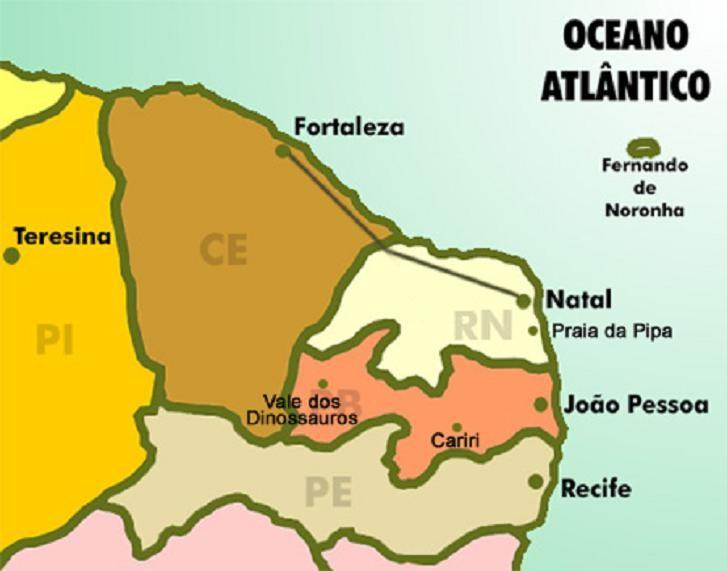 OCEANO
ATLÂNTICO
Fortaleza
Fernando
de
Noronha
Teresina
CE
Natal
RN
Praia da Pipa
PI
Vale dos
Dinossauros
PB
João Pessoa
Cariri
PE
Recife